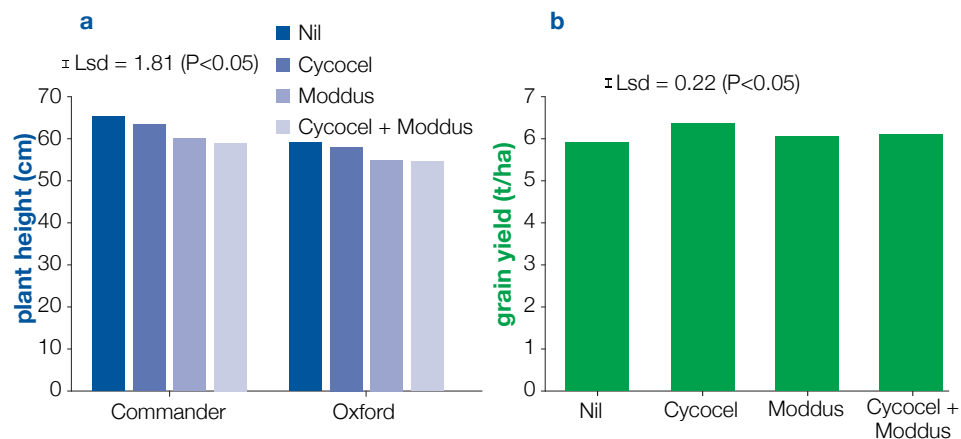 a
Nil
Lsd = 1.81 (P<0.05)
Cycocel
Moddus
Cycocel + Moddus
plant height (cm)
70
60
50
40
30
20
10
0
Commander
Oxford
b
Lsd = 0.22 (P<0.05)
grain yield (t/ha)
7
6
5
4
3
2
1
0
Nil
Cycocel
Moddus
Cycocel +
Moddus